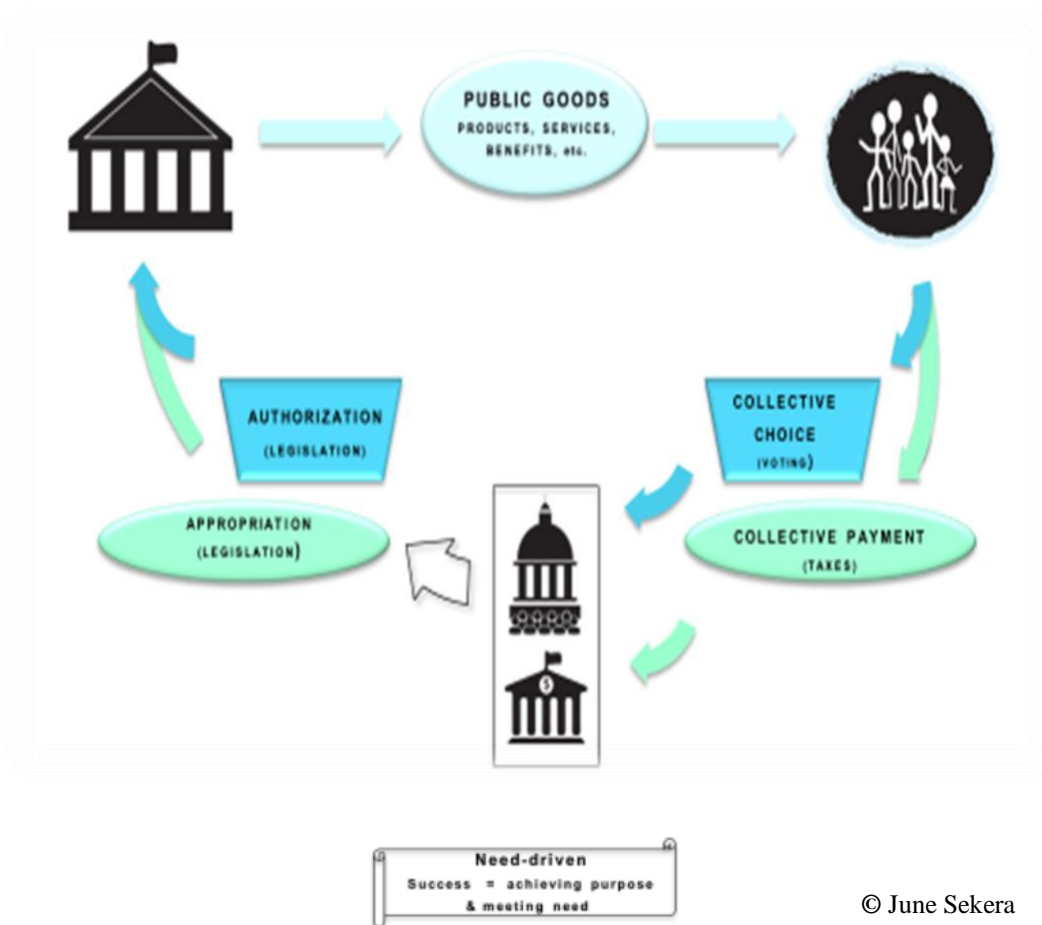 PUBLIC GOODS
PRODUCTS, SERVICES,
BENEFITS, etc.
AUTHORIZATION
(LEGISLATION)
COLLECTIVE
CHOICE
(VOTING)
APPROPRIATION
(LEGISLATION)
COLLECTIVE PAYMENT
(TAXES)
$
Need-driven
Success = achieving purpose
& meeting need
© June Sekera